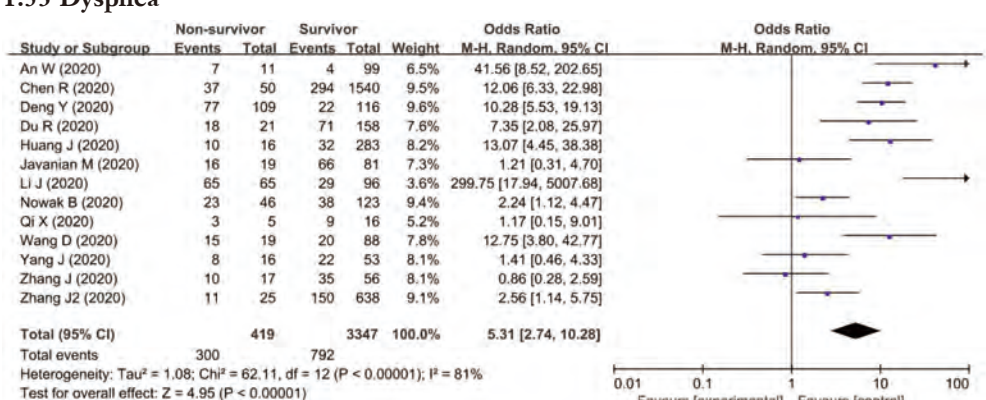 1.33 Dyspnea
Non-survivor Survivor Odds Ratio Odds Ratio
Study or Subgroup Events Total Events Total Weight M-H. Random. 95% CI M-H. Random. 95% CI
An W (2020) 7 11 4 99 6.5% 41.56 [8.52, 202.65]
Chen R (2020) 37 50 294 1540 9.5% 12.06 [6.33, 22.98]
Deng Y (2020) 77 109 22 116 9.6% 10.28 [5.53, 19.13]
Du R (2020) 18 21 71 158 7.6% 7.35 [2.08, 25.97]
Huang J (2020) 10 16 32 283 8.2% 13.07 [4.45, 38.38]
Javanian M (2020) 16 19 66 81 7.3% 1.21 [0.31, 4.70]
Li J (2020) 65 65 29 96 3.6% 299.75 [17.94, 5007.68]
Nowak B (2020) 23 46 38 123 9.4% 2.24 [1.12, 4.47]
Qi X (2020) 3 5 9 16 5.2% 1.17 [0.15, 9.01]
Wang D (2020) 15 19 20 88 7.8% 12.75 [3.80, 42.77]
Yang J (2020) 8 16 22 53 8.1% 1.41 [0.46, 4.33]
Zhang J (2020) 10 17 35 56 8.1% 0.86 [0.28, 2.59]
Zhang J2 (2020) 11 25 150 638 9.1% 2.56 [1.14, 5.75]
Total (95% CI) 419 3347 100.0% 5.31 [2.74, 10.28]
Total events 300 792
Heterogeneity: Tau² = 1.08; Chi² = 62.11, df = 12 (P < 0.00001); I² = 81%
Test for overall effect: Z = 4.95 (P < 0.00001)
0.01 0.1 1 10 100
Favours [experimental] Favours [control]